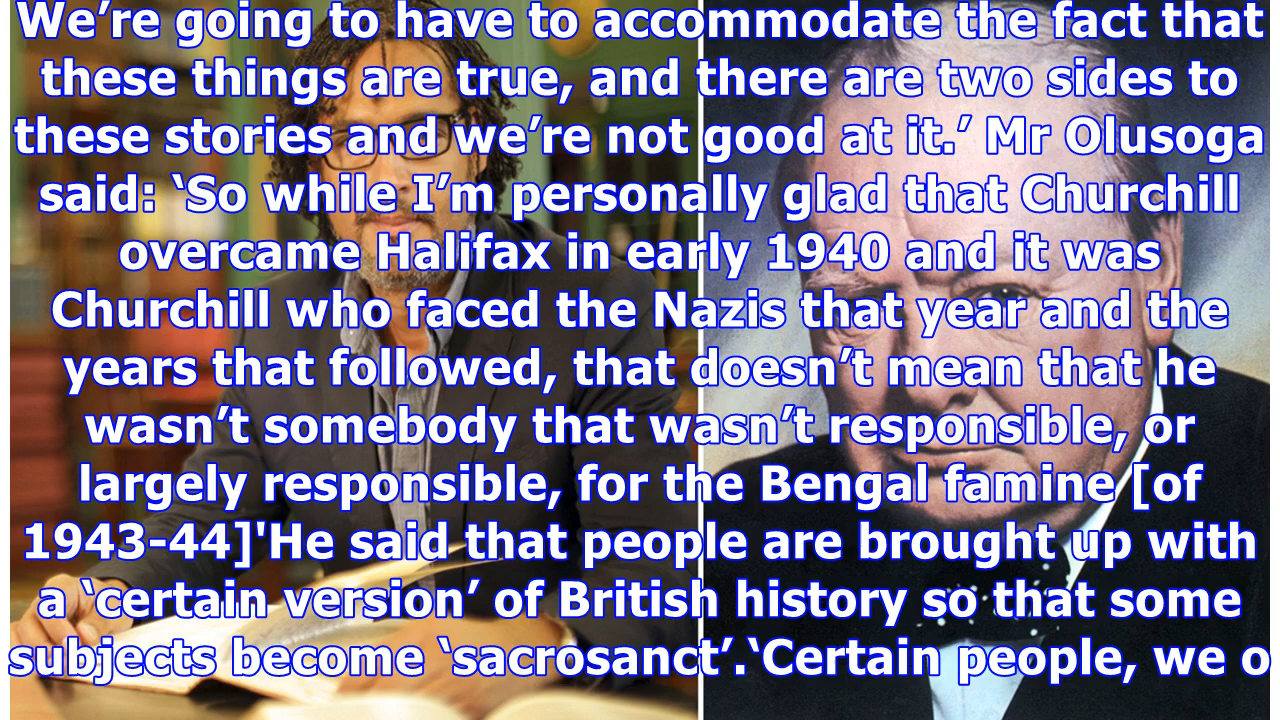 We’re going to have to accommodate the fact that
these things are true, and there are two sides to
these stories and we’re not good at it.’ Mr Olusoga
said: ‘So while I’m personally glad that Churchill
overcame Halifax in early 1940 and it was
Churchill who faced the Nazis that year and the
years that followed, that doesn’t mean that he
wasn’t somebody that wasn’t responsible, or
largely responsible, for the Bengal famine [of
1943-44]'He said that people are brought up with
a ‘certain version’ of British history so that some
subjects become ‘sacrosanct’.‘Certain people, we o